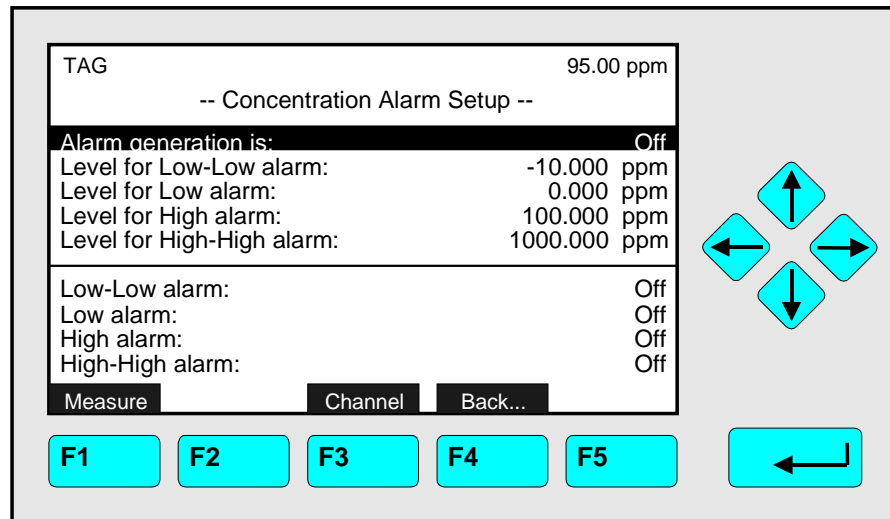 TAG 95.00 ppm
-- Concentration Alarm Setup --
Alarm generation is: Off
Level for Low-Low alarm: -10.000 ppm
Level for Low alarm: 0.000 ppm
Level for High alarm: 100.000 ppm
Level for High-High alarm: 1000.000 ppm
Low-Low alarm: Off
Low alarm: Off
High alarm: Off
High-High alarm: Off
Measure Channel Back...
F1 F2 F3 F4 F5